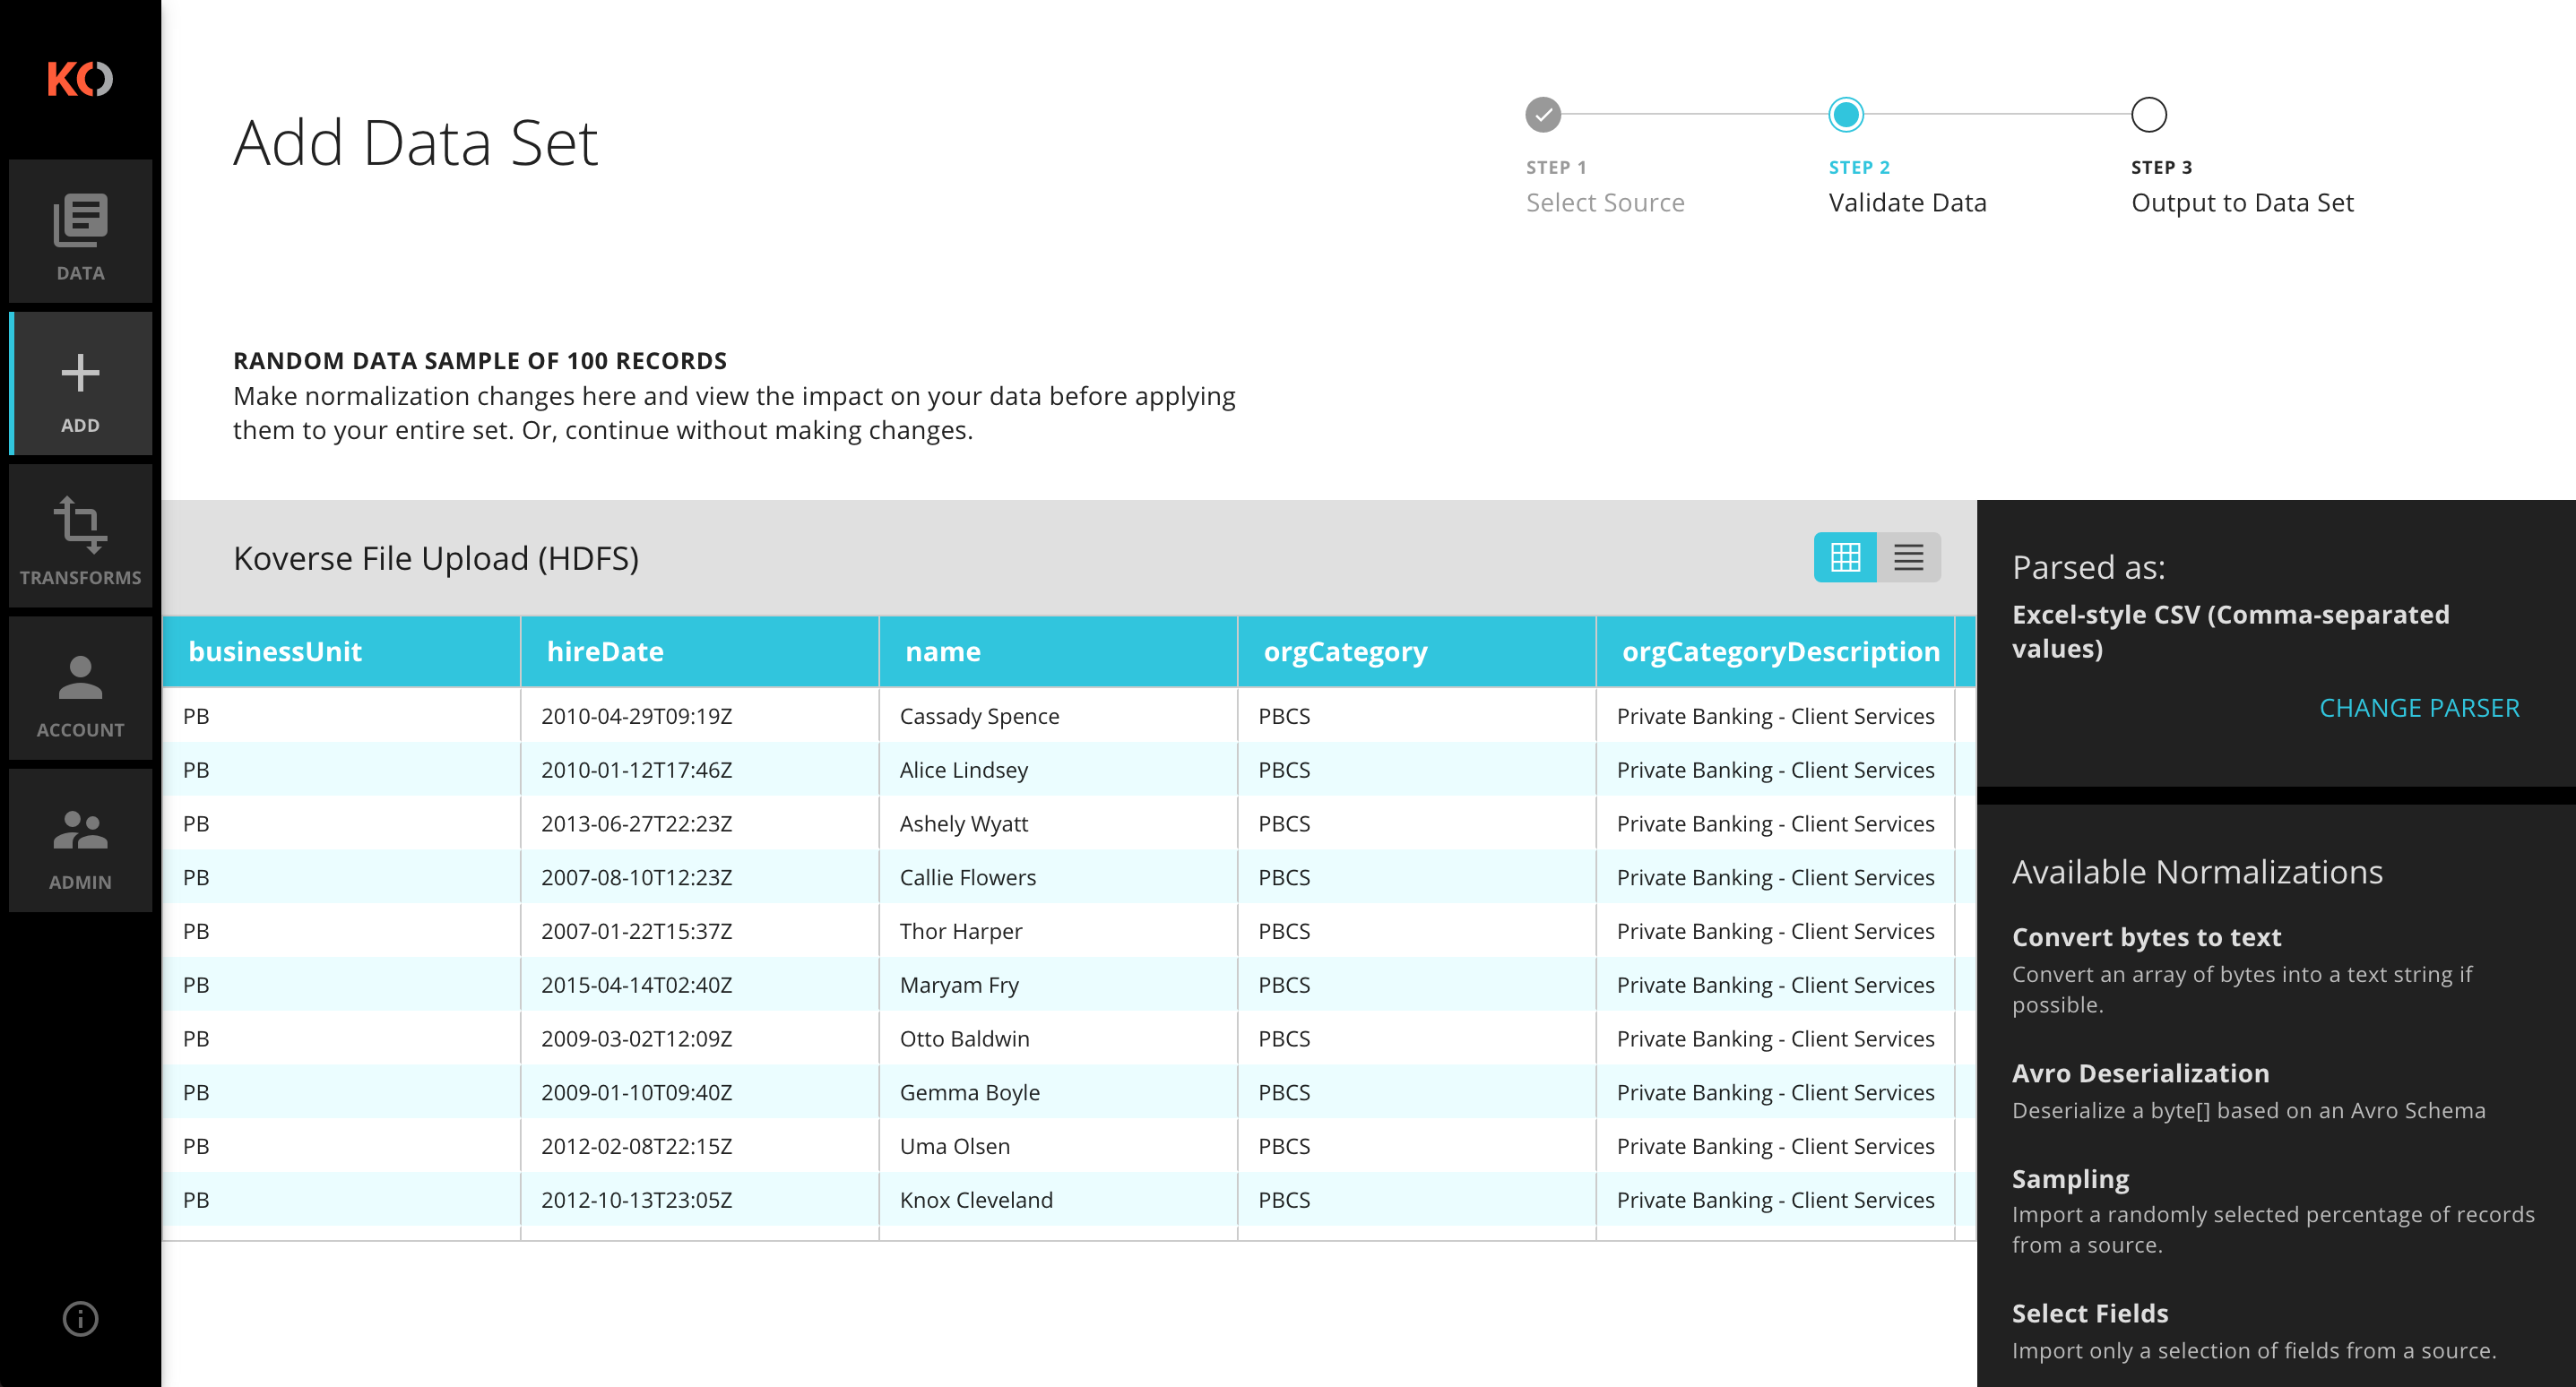 KO
DATA
ADD
TRANSFORMS
ACCOUNT
ADMIN
Add Data Set
STEP 1
Select Source
STEP 2
Validate Data
STEP 3
Output to Data Set
RANDOM DATA SAMPLE OF 100 RECORDS
Make normalization changes here and view the impact on your data before applying
them to your entire set. Or, continue without making changes.
Koverse File Upload (HDFS)
businessUnit hireDate name orgCategory orgCategoryDescription
PB 2010-04-29T09:19Z Cassady Spence PBCS Private Banking - Client Services
PB 2010-01-12T17:46Z Alice Lindsey PBCS Private Banking - Client Services
PB 2013-06-27T22:23Z Ashely Wyatt PBCS Private Banking - Client Services
PB 2007-08-10T12:23Z Callie Flowers PBCS Private Banking - Client Services
PB 2007-01-22T15:37Z Thor Harper PBCS Private Banking - Client Services
PB 2015-04-14T02:40Z Maryam Fry PBCS Private Banking - Client Services
PB 2009-03-02T12:09Z Otto Baldwin PBCS Private Banking - Client Services
PB 2009-01-10T09:40Z Gemma Boyle PBCS Private Banking - Client Services
PB 2012-02-08T22:15Z Uma Olsen PBCS Private Banking - Client Services
PB 2012-10-13T23:05Z Knox Cleveland PBCS Private Banking - Client Services
Parsed as:
Excel-style CSV (Comma-separated
values)
CHANGE PARSER
Available Normalizations
Convert bytes to text
Convert an array of bytes into a text string if
possible.
Avro Deserialization
Deserialize a byte[] based on an Avro Schema
Sampling
Import a randomly selected percentage of records
from a source.
Select Fields
Import only a selection of fields from a source.